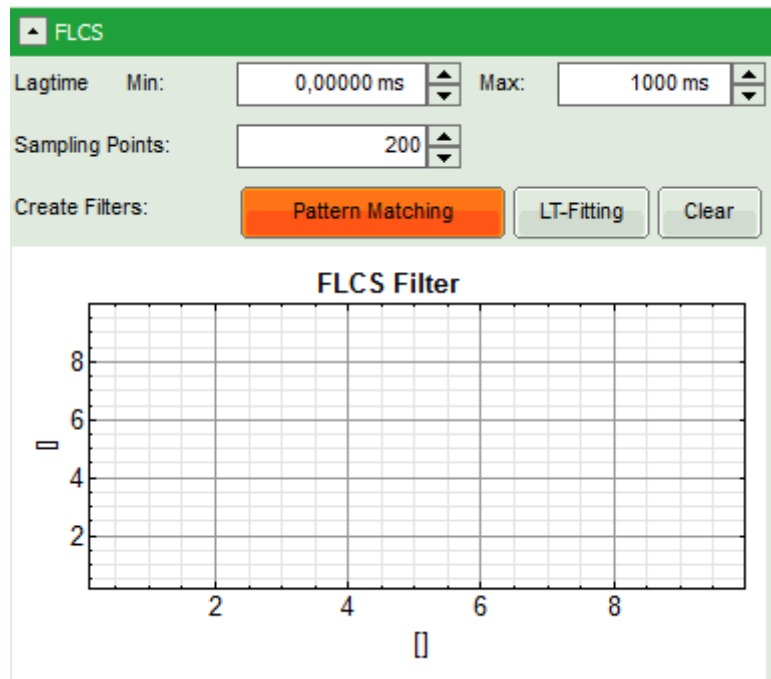 FLCS
Lagtime Min: 0,00000 ms Max: 1000 ms
Sampling Points: 200
Create Filters: Pattern Matching LT-Fitting Clear
FLCS Filter
8
6
[]
4
2
2 4 6 8
[]